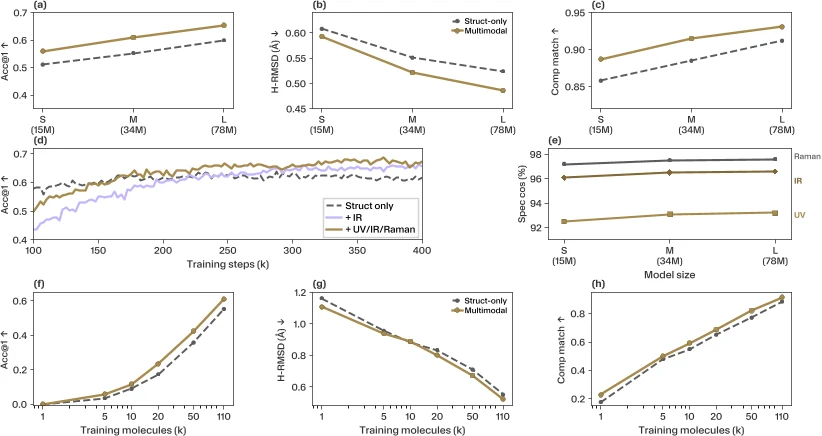 (a)
0.7
0.6
0.5
0.4
Acc@1 ↑
S
(15M)
M
(34M)
L
(78M)
(b)
0.60
0.55
0.50
0.45
H-RMSD (Å) ↓
Struct-only
Multimodal
S
(15M)
M
(34M)
L
(78M)
(c)
0.95
0.90
0.85
Comp match ↑
S
(15M)
M
(34M)
L
(78M)
(d)
0.7
0.6
0.5
0.4
Acc@1 ↑
Struct only
+ IR
+ UV/IR/Raman
100
150
200
250
300
350
400
Training steps (k)
(e)
98
96
94
92
Spec cos (%)
Raman
IR
UV
S
(15M)
M
(34M)
L
(78M)
Model size
(f)
0.6
0.4
0.2
0.0
Acc@1 ↑
1
5
10
20
50
110
Training molecules (k)
(g)
1.2
1.0
0.8
0.6
H-RMSD (Å) ↓
Struct-only
Multimodal
1
5
10
20
50
110
Training molecules (k)
(h)
0.8
0.6
0.4
0.2
Comp match ↑
1
5
10
20
50
110
Training molecules (k)